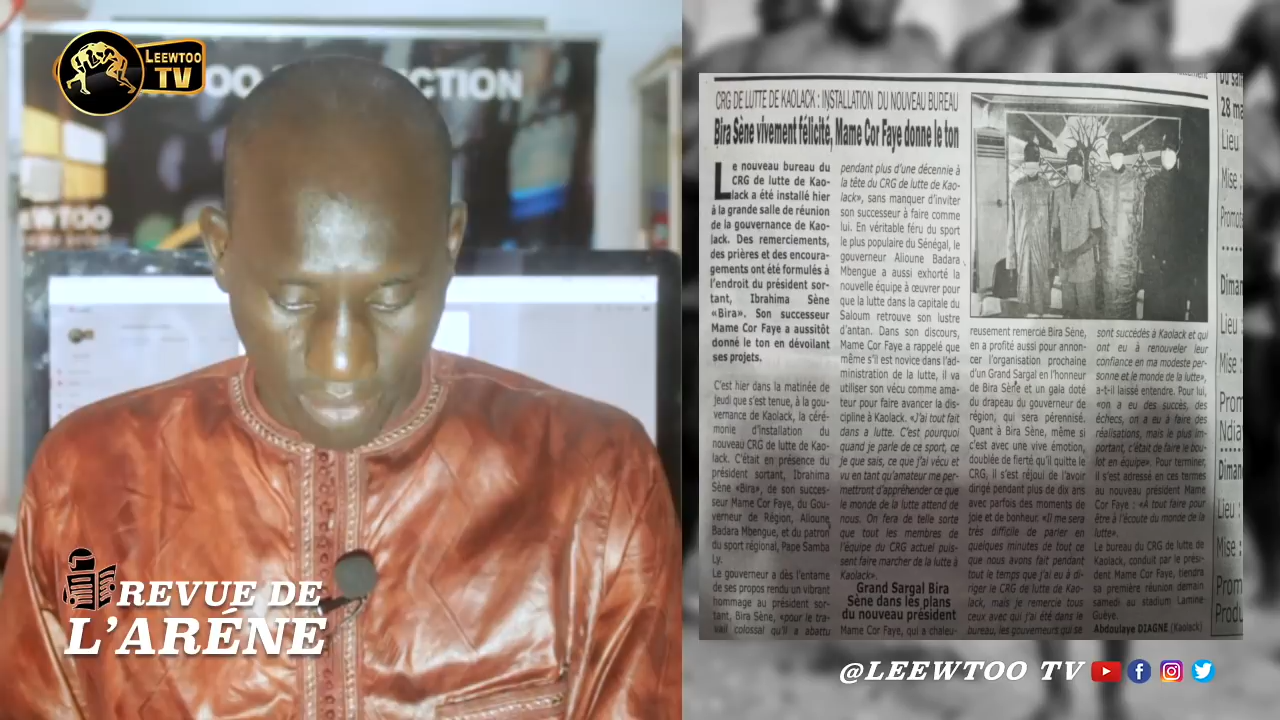 LEEWTOO
TV
CTION
REVUE DE
L'ARÉNE
CRG DE LUTTE DE KAOLACK : INSTALLATION DU NOUVEAU BUREAU
Bira Sène vivement félicité, Mame Cor Faye donne le ton
Le nouveau bureau du
CRG de lutte de Kao-
lack a été installé hier
à la grande salle de réunion
de la gouvernance de Kao-
lack. Des remerciements,
des prières et des encoura-
gements ont été formulés à
l'endroit du président sor-
tant, Ibrahima Sène
«Bira». Son successeur
Mame Cor Faye a aussitôt
donné le ton en dévoilant
ses projets.
C'est hier dans la matinée de
jeudi que s'est tenue, à la gou-
vernance de Kaolack, la céré-
monie d'installation du
nouveau CRG de lutte de Kao-
lack. C'était en présence du
président sortant, Ibrahima
Sène «Bira», de son succes-
seur Mame Cor Faye, du Gou-
verneur de Région, Alioune
Badara Mbengue, et du patron
du sport régional, Pape Samba
Ly.
Le gouverneur a dès l'entame
de ses propos rendu un vibrant
hommage au président sor-
tant, Bira Sène, «pour le tra-
vail colossal qu'il a abattu
pendant plus d'une décennie à
la tête du CRG de lutte de Kao-
lack», sans manquer d'inviter
son successeur à faire comme
lui. En véritable féru du sport
le plus populaire du Sénégal, le
gouverneur Alioune Badara
Mbengue a aussi exhorté la
nouvelle équipe à œuvrer pour
que la lutte dans la capitale du
Saloum retrouve son lustre
d'antan. Dans son discours,
Mame Cor Faye a rappelé que
même s'il est novice dans l'ad-
ministration de la lutte, il va
utiliser son vécu comme ama-
teur pour faire avancer la dis-
cipline à Kaolack. «J'ai tout fait
dans a lutte. C'est pourquoi
quand je parle de ce sport, ce
je que sais, ce que j'ai vécu et
vu en tant qu'amateur me per-
mettront d'appréhender ce que
le monde de la lutte attend de
nous. On fera de telle sorte
que tout les membres de
l'équipe du CRG actuel puis-
sent faire marcher de la lutte à
Kaolack».
Grand Sargal Bira
Sène dans les plans
du nouveau président
Mame Cor Faye, qui a chaleu-
reusement remercié Bira Sène,
en a profité aussi pour annon-
cer l'organisation prochaine
d'un Grand Sargal en l'honneur
de Bira Sène et un gala doté
du drapeau du gouverneur de
région, qui sera pérennisé.
Quant à Bira Sène, même si
c'est avec une vive émotion,
doublée de fierté qu'il quitte le
CRG, il s'est réjoui de l'avoir
dirigé pendant plus de dix ans
avec parfois des moments de
joie et de bonheur. «Il me sera
très difficile de parler en
quelques minutes de tout ce
que nous avons fait pendant
tout le temps que j'ai eu à di-
riger le CRG de lutte de Kao-
lack, mais je remercie tous
ceux avec qui j'ai été dans le
bureau, les gouverneurs qui se
sont succédés à Kaolack et qui
ont eu à renouveler leur
confiance en ma modeste per-
sonne et le monde de la lutte»,
a-t-il laissé entendre. Pour lui,
«on a eu des succès, des
échecs, on a eu à faire des
réalisations, mais le plus im-
portant, c'était de faire le bou-
lot en équipe». Pour terminer,
il s'est adressé en ces termes
au nouveau président Mame
Cor Faye : «A tout faire pour
être à l'écoute du monde de la
lutte».
Le bureau du CRG de lutte de
Kaolack, conduit par le prési-
dent Mame Cor Faye, tiendra
sa première réunion demain
samedi au stadium Lamine
Guèye.
Abdoulaye DIAGNE (Kaolack)
28 ma
Lieu :
Mise :
Promot
Diman
Lieu :
Mise :
Prom
Ndia
Diman
Lieu :
Mise :
Prom
Produ
@LEEWTOO TV